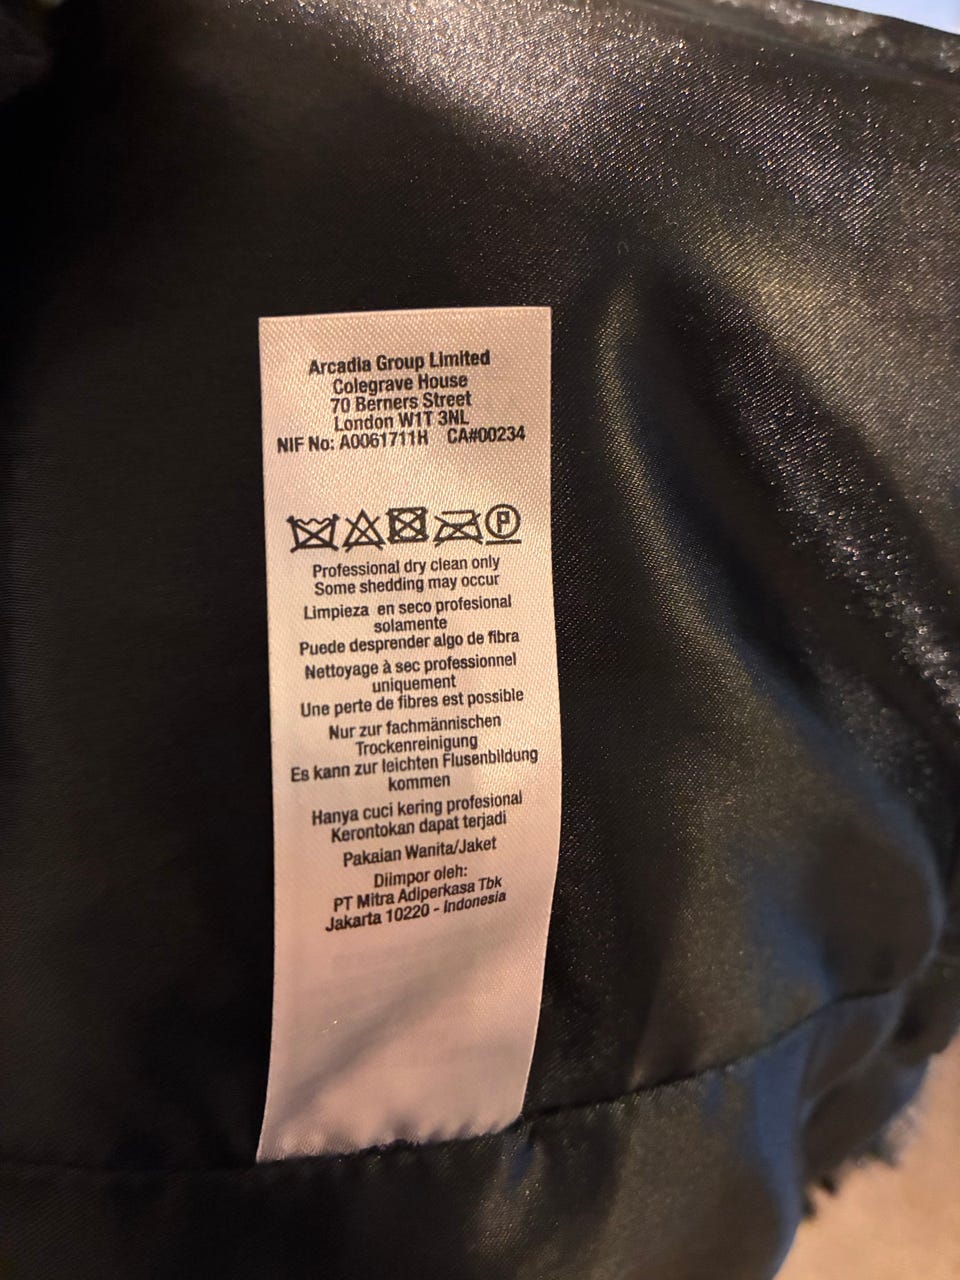 Arcadia Group Limited
Colegrave House
70 Berners Street
London W1T 3NL
NIF No: A0061711H CA#00234
P
Professional dry clean only
Some shedding may occur
Limpieza en seco profesional
solamente
Puede desprender algo de fibra
Nettoyage à sec professionnel
uniquement
Une perte de fibres est possible
Nur zur fachmännischen
Trockenreinigung
Es kann zur leichten Flusenbildung
kommen
Hanya cuci kering profesional
Kerontokan dapat terjadi
Pakaian Wanita/Jaket
Diimpor oleh:
PT Mitra Adiperkasa Tbk
Jakarta 10220 - Indonesia